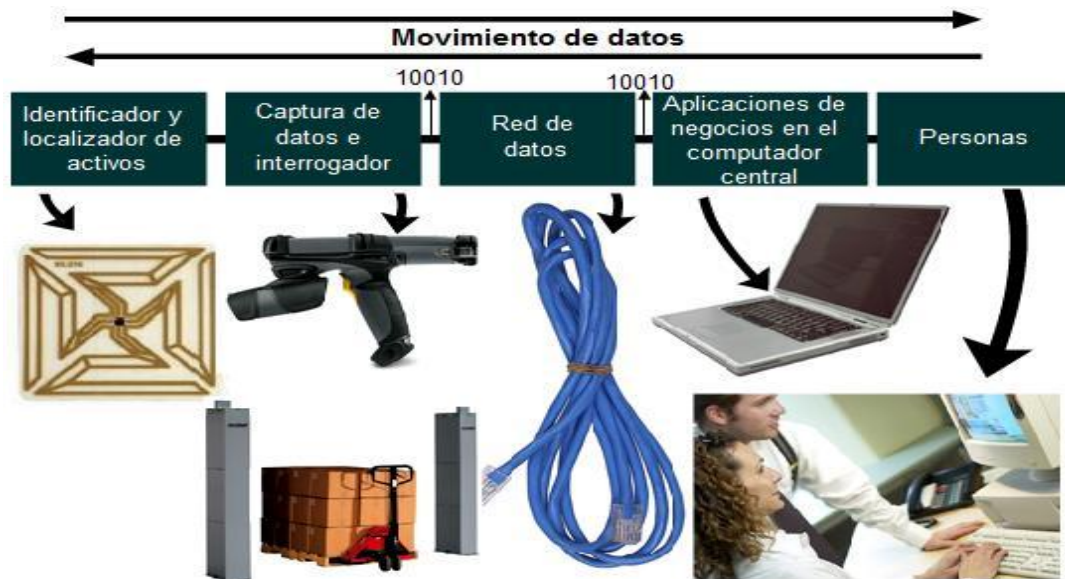 Movimiento de datos
10010
10010
Identificador y
localizador de
activos
Captura de
datos e
interrogador
Red de
datos
Aplicaciones de
negocios en el
computador
central
Personas